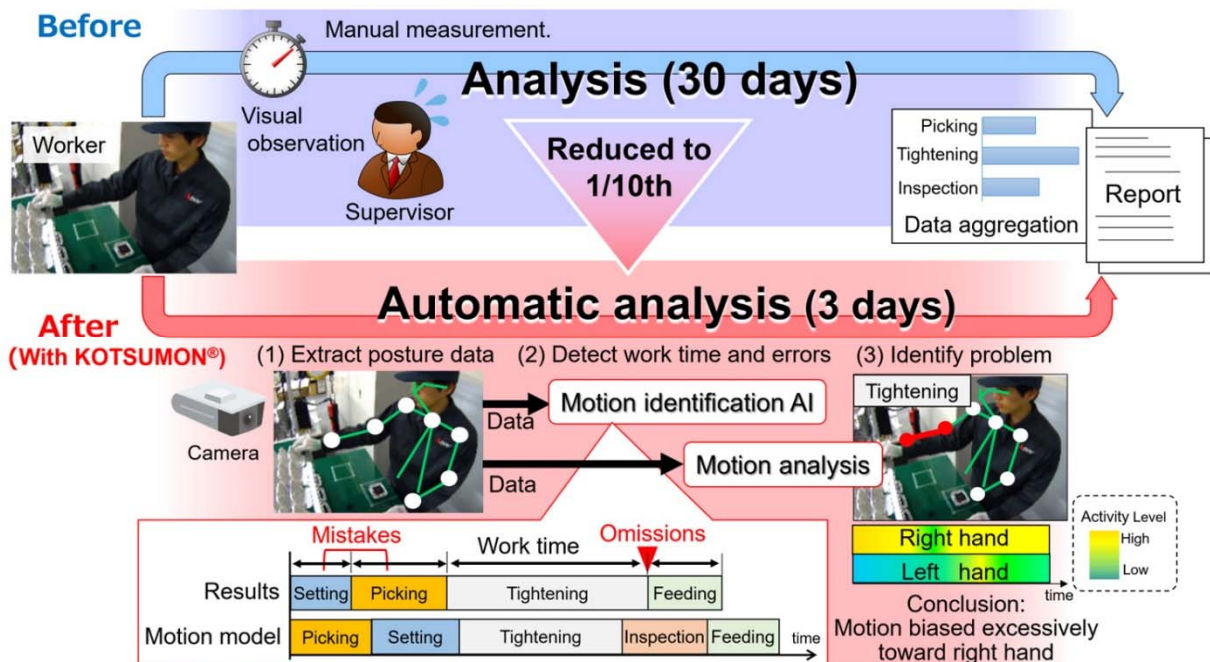 Before
Manual measurement.
Analysis (30 days)
Visual
observation
Worker
Supervisor
Reduced to
1/10th
Picking
Tightening
Inspection
Data aggregation
Report
Automatic analysis (3 days)
After
(With KOTSUMON®)
(1) Extract posture data
(2) Detect work time and errors
(3) Identify problem
Camera
Data
Motion identification AI
Data
Motion analysis
Tightening
Activity Level
High
Low
Right hand
Left hand
time
Conclusion:
Motion biased excessively
toward right hand
Mistakes
Work time
Omissions
Results
Setting
Picking
Tightening
Feeding
Motion model
Picking
Setting
Tightening
Inspection
Feeding
time